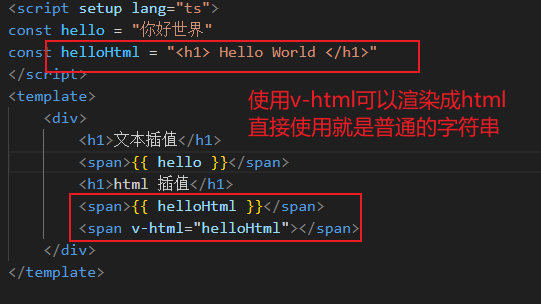 <script setup lang="ts">
const hello = "你好世界"
const helloHtml = "<h1> Hello World </h1>"
</script>
<template>
使用v-html可以渲染成html
直接使用就是普通的字符串
<div>
<h1>文本插值</h1>
<span>{{ hello }}</span>
<h1>html 插值</h1>
<span>{{ helloHtml }}</span>
<span v-html="helloHtml"></span>
</div>
</template>